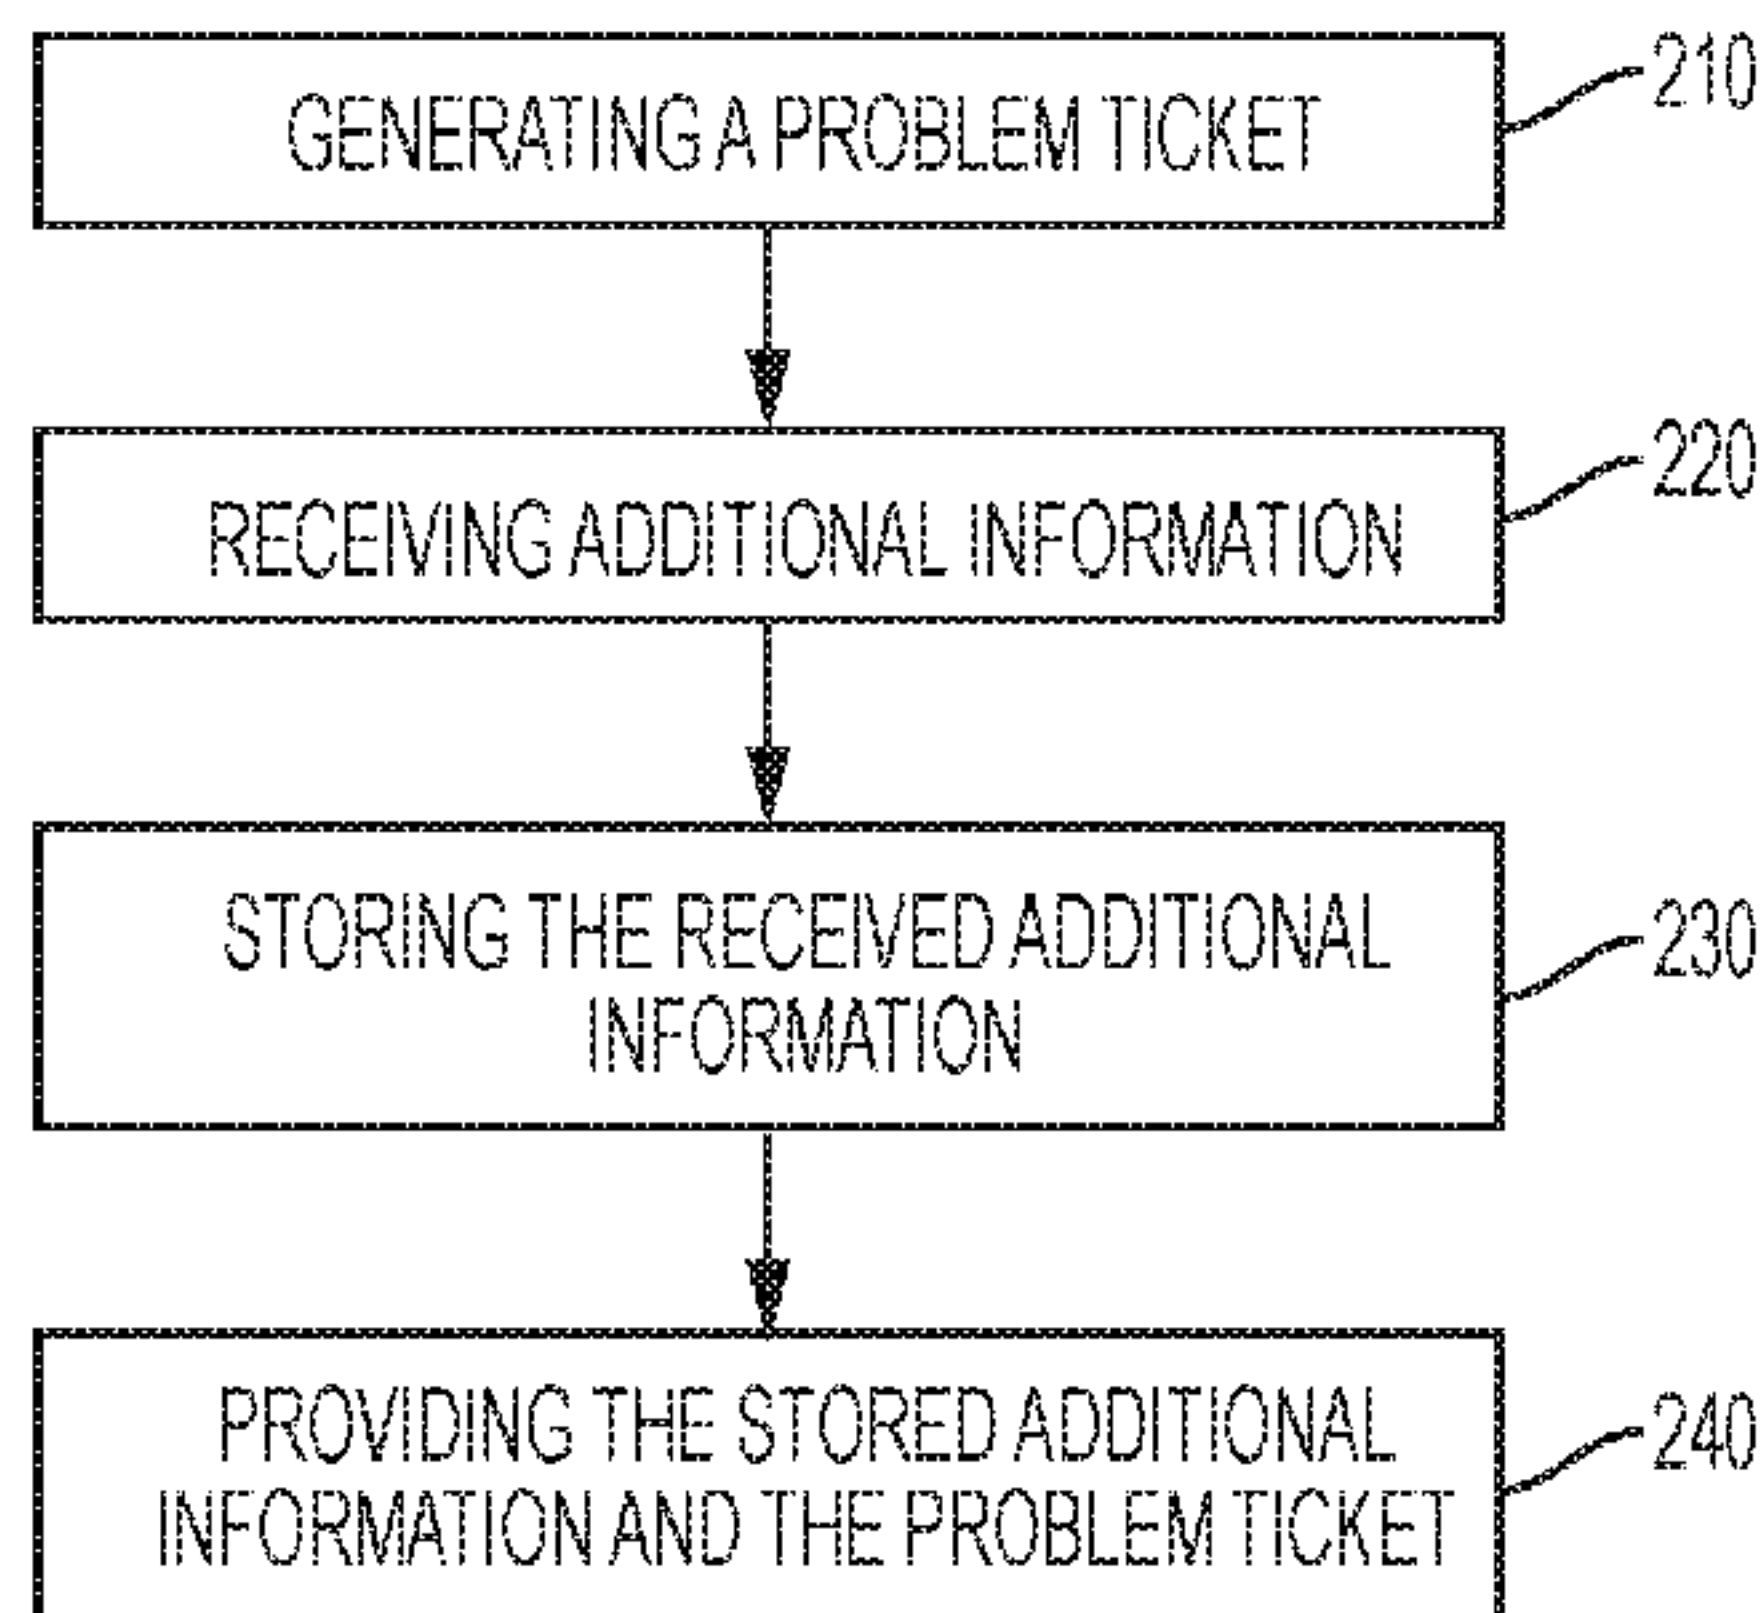 GENERATING A PROBLEM TICKET
210
RECEIVING ADDITIONAL INFORMATION
220
STORING THE RECEIVED ADDITIONAL
INFORMATION
230
PROVIDING THE STORED ADDITIONAL
INFORMATION AND THE PROBLEM TICKET
240